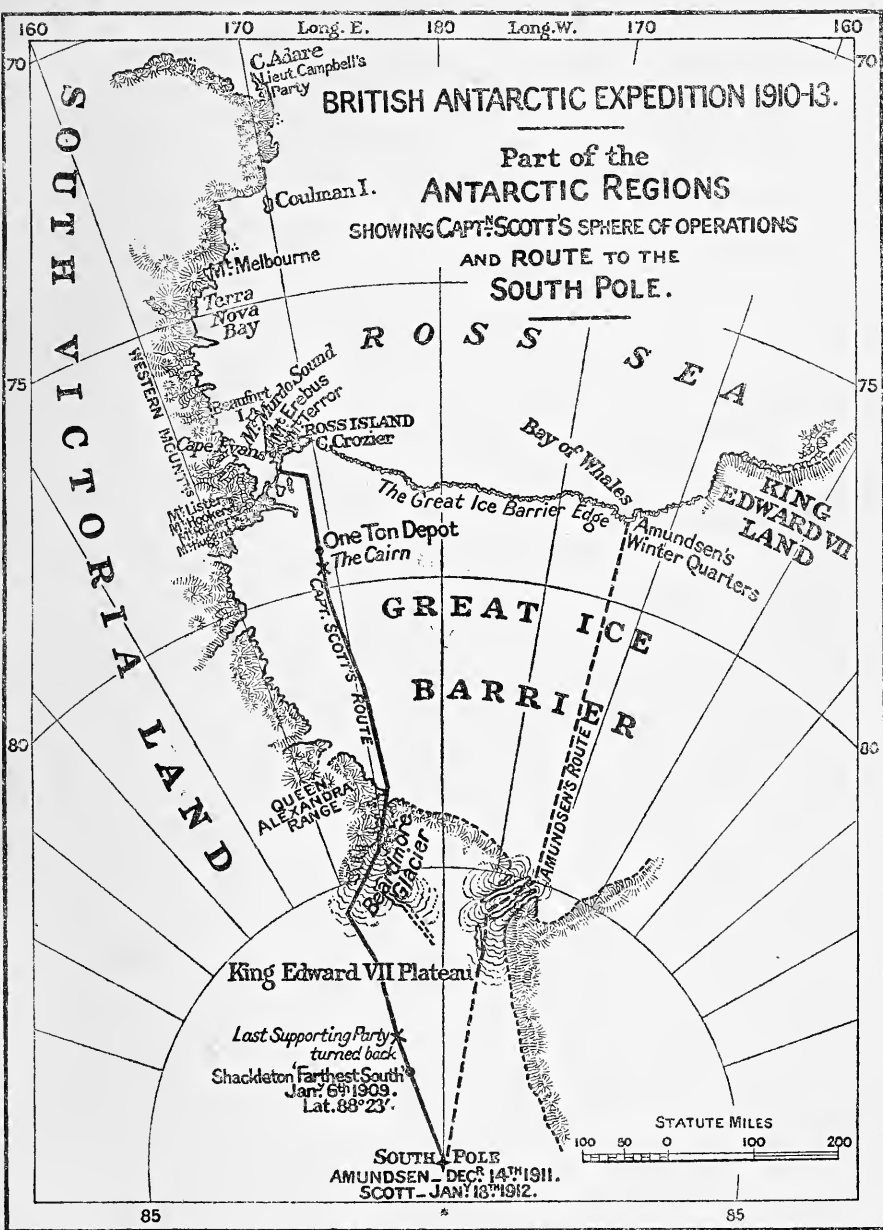 160 170 Long. E. 180 Long. W. 170 160
70 70
C. Adare
Lieut. Campbell's
Party
BRITISH ANTARCTIC EXPEDITION 1910-13.
Part of the
ANTARCTIC REGIONS
SHOWING CAPTN. SCOTT'S SPHERE OF OPERATIONS
AND ROUTE TO THE
SOUTH POLE.
SOUTH VICTORIA LAND
Coulman I.
Mt. Melbourne
Terra
Nova
Bay
ROSS SEA
WESTERN MOUNTNS
75 75
Beaufort I.
McMurdo Sound
Mt Erebus
Mt Terror
ROSS ISLAND
C. Crozier
Cape Evans
Bay of Whales
The Great Ice Barrier Edge
KING
EDWARD VII
LAND
Amundsen's
Winter Quarters
Mt. Lister
Mt. Hooker
One Ton Depot
The Cairn
CAPT. SCOTT'S ROUTE
GREAT ICE
BARRIER
AMUNDSEN'S ROUTE
80 80
QUEEN
ALEXANDRA
RANGE
Beardmore
Glacier
King Edward VII Plateau
Last Supporting Party
turned back
Shackleton 'Farthest South'
Jany. 6th 1909.
Lat. 88°23'.
STATUTE MILES
100 50 0 100 200
SOUTH POLE
AMUNDSEN_DECR. 14TH. 1911.
SCOTT_JANY. 18TH. 1912.
85 85